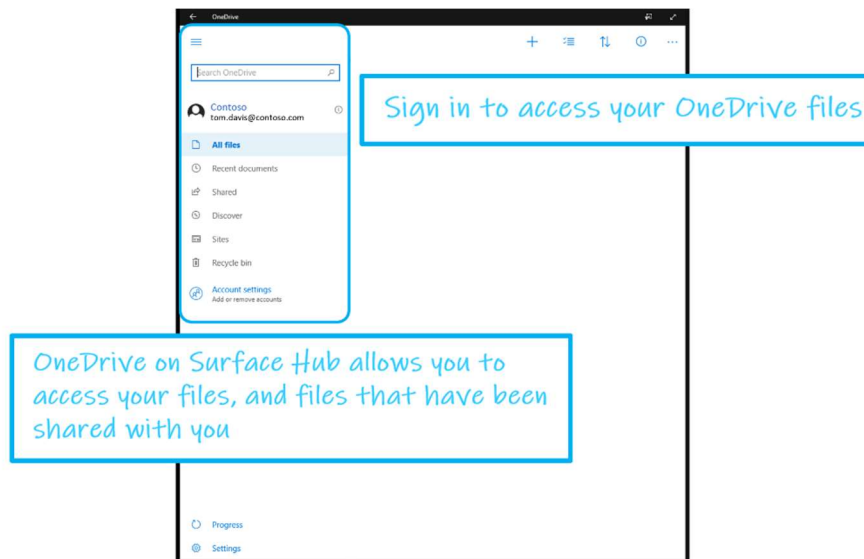 OneDrive
Search OneDrive
Contoso
tom.davis@contoso.com
Sign in to access your OneDrive files
All files
Recent documents
Shared
Discover
Sites
Recycle bin
Account settings
Add or remove accounts
OneDrive on Surface Hub allows you to
access your files, and files that have been
shared with you
Progress
Settings